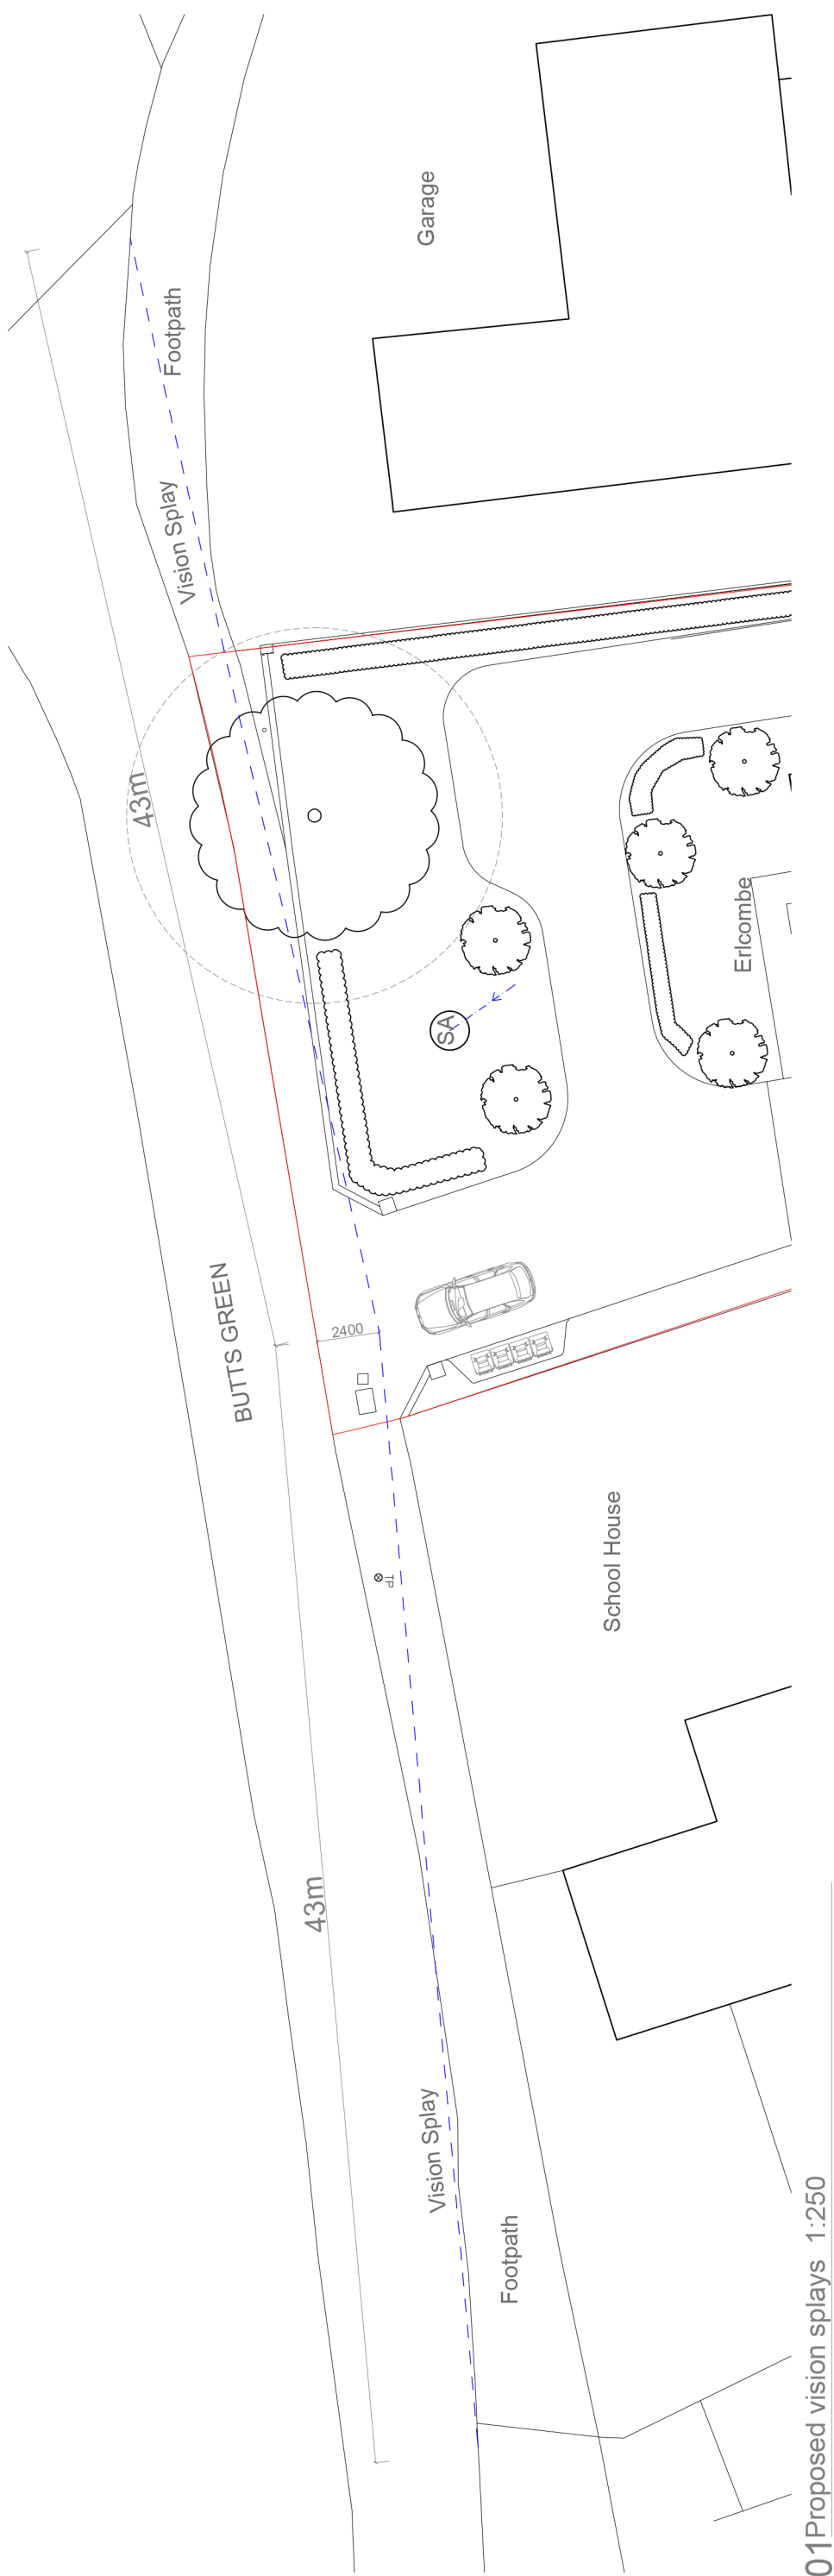 Garage
Footpath
Vision Splay
43m
Erlcombe
SA
BUTTS GREEN
2400
TP
School House
43m
Vision Splay
Footpath
01 Proposed vision splays 1:250